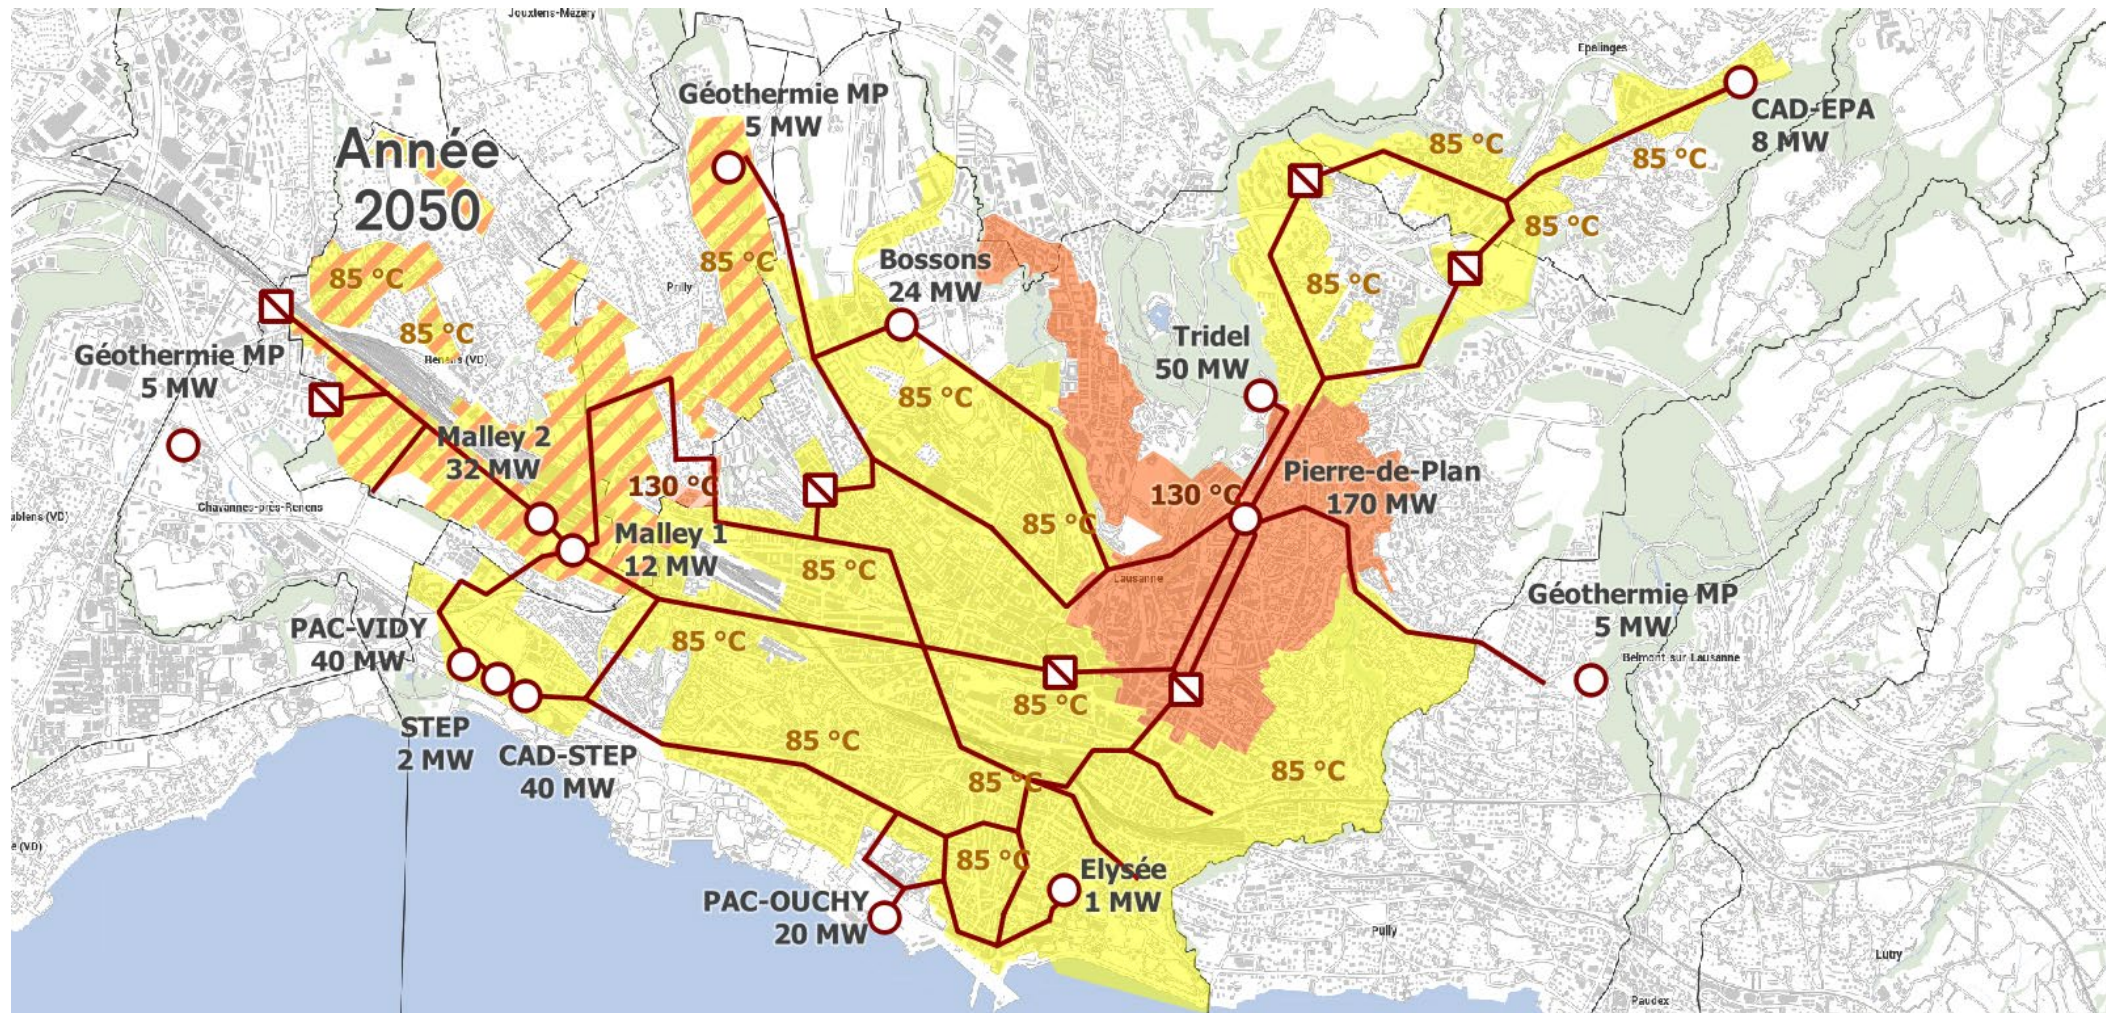 Jouxtens-Mézery
Epalinges
Géothermie MP
5 MW
CAD-EPA
8 MW
Année
2050
85 °C
85 °C
85 °C
85 °C
85 °C
Bossons
24 MW
85 °C
85 °C
Prilly
Tridel
50 MW
85 °C
Renens (VD)
Géothermie MP
5 MW
85 °C
Malley 2
32 MW
Pierre-de-Plan
170 MW
130 °C
130 °C
Chavannes-près-Renens
ublens (VD)
85 °C
Malley 1
12 MW
85 °C
Lausanne
Géothermie MP
5 MW
PAC-VIDY
40 MW
85 °C
Belmont-sur-Lausanne
85 °C
STEP
2 MW
CAD-STEP
40 MW
85 °C
85 °C
85 °C
e (VD)
85 °C
Elysée
1 MW
PAC-OUCHY
20 MW
Pully
Lutry
Paudex